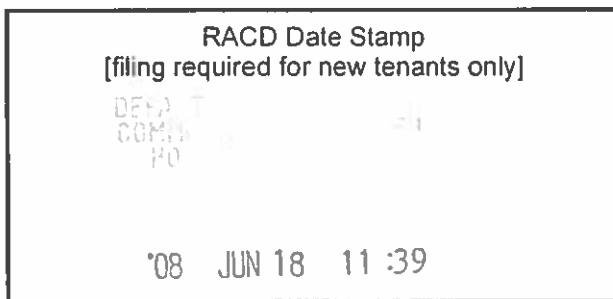 RACD Date Stamp
[filing required for new tenants only]
'08 JUN 18 11:39